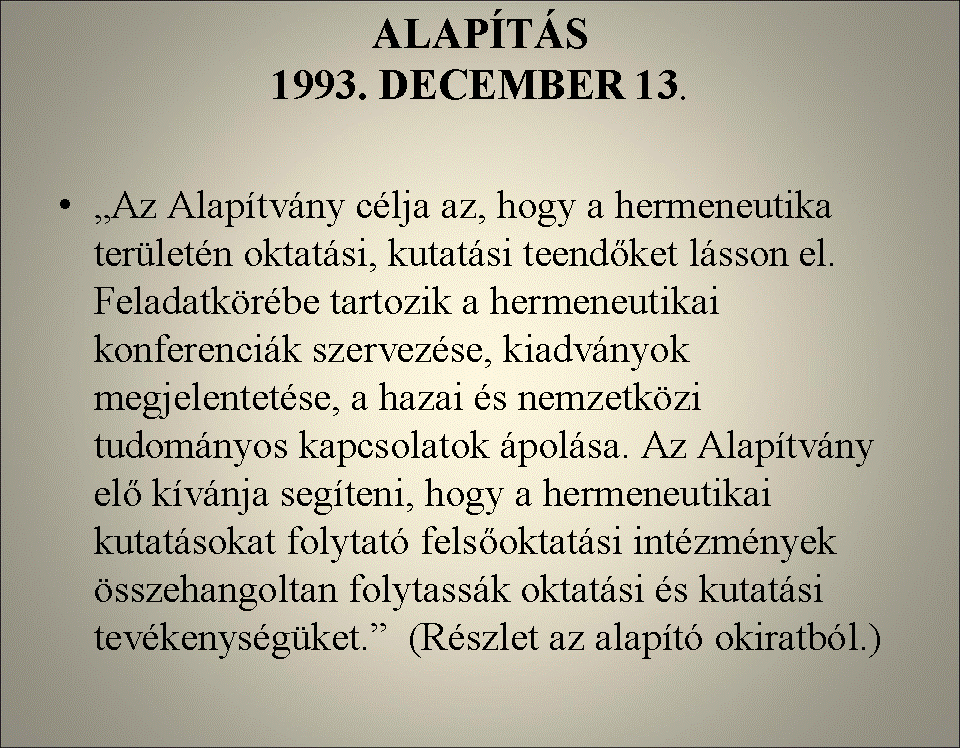 ALAPÍTÁS
1993. DECEMBER 13.
• „Az Alapítvány célja az, hogy a hermeneutika
területén oktatási, kutatási teendőket lásson el.
Feladatkörébe tartozik a hermeneutikai
konferenciák szervezése, kiadványok
megjelentetése, a hazai és nemzetközi
tudományos kapcsolatok ápolása. Az Alapítvány
elő kívánja segíteni, hogy a hermeneutikai
kutatásokat folytató felsőoktatási intézmények
összehangoltan folytassák oktatási és kutatási
tevékenységüket.” (Részlet az alapító okiratból.)